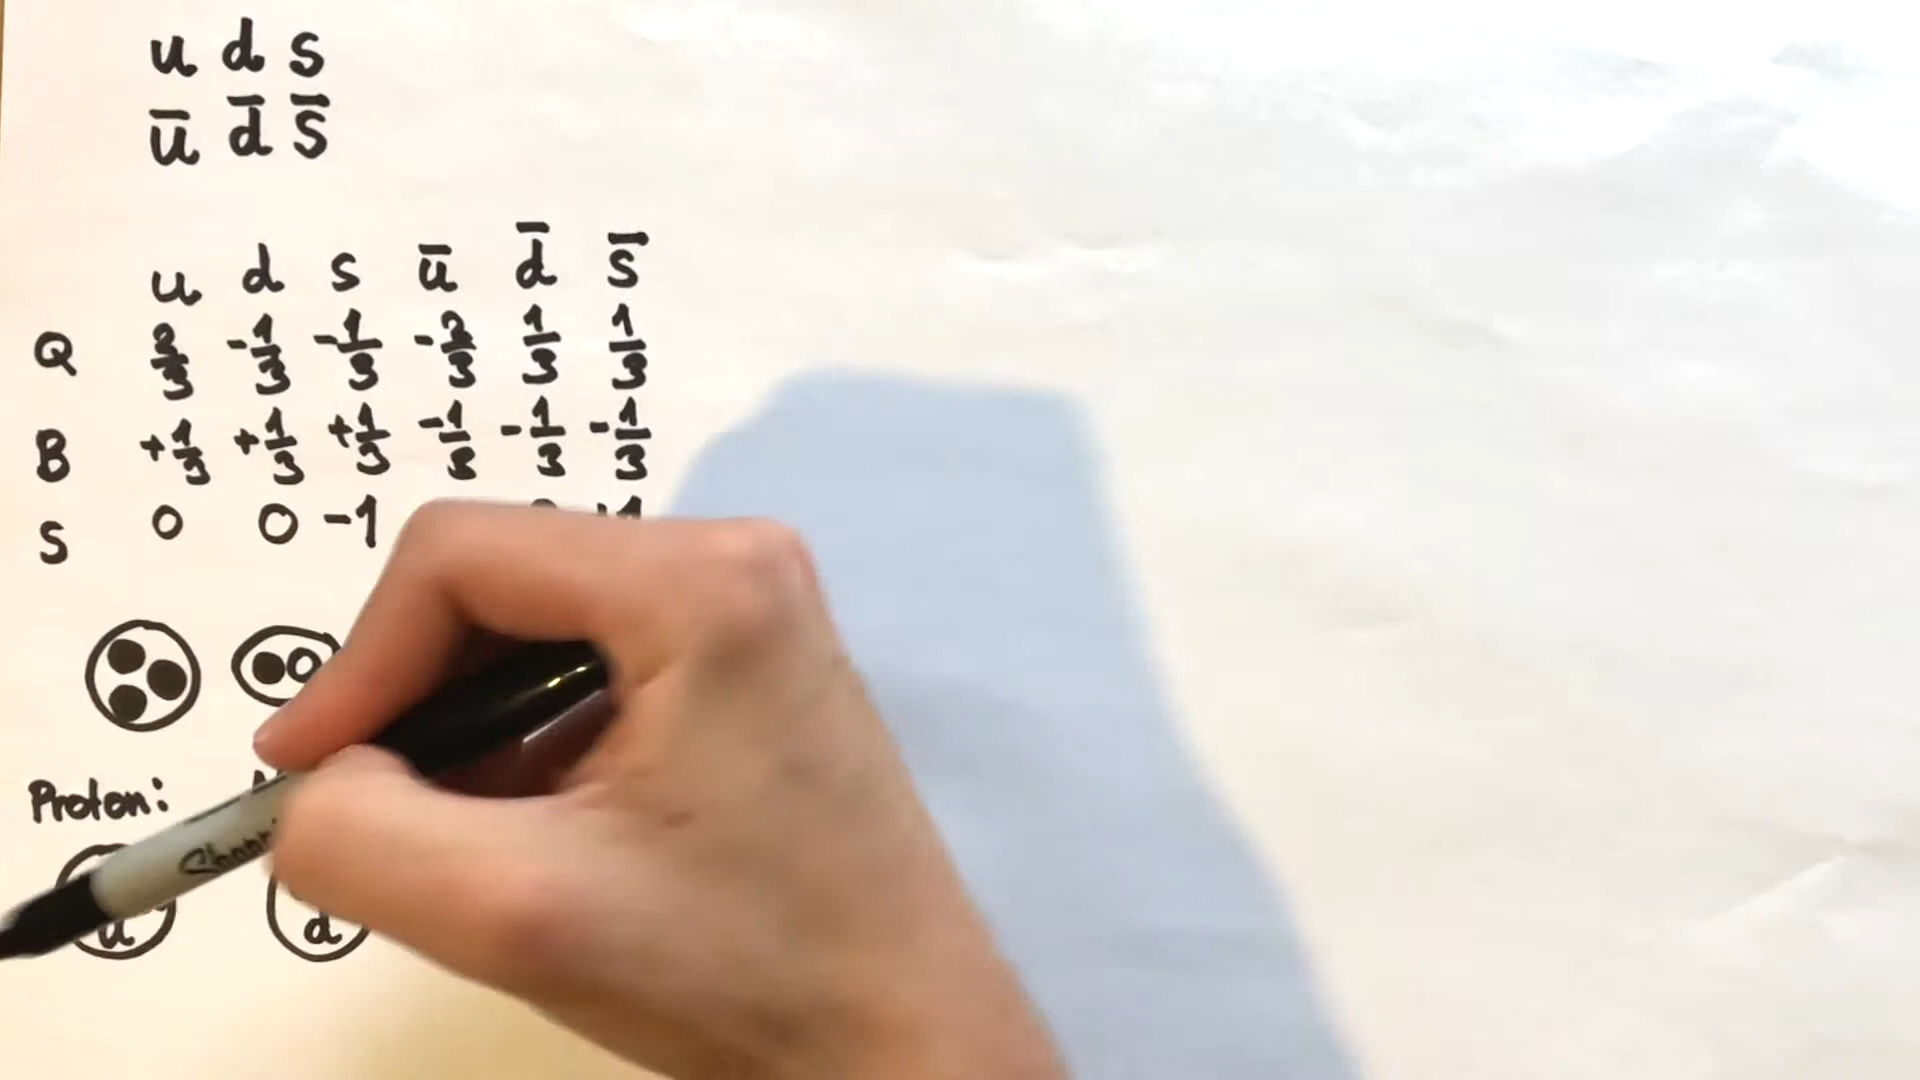 u d s
ū d̄ s̄
u d s ū d̄ s̄
Q 2/3 -1/3 -1/3 -2/3 1/3 1/3
B +1/3 +1/3 +1/3 -1/3 -1/3 -1/3
S 0 0 -1 +1
Proton:
u d